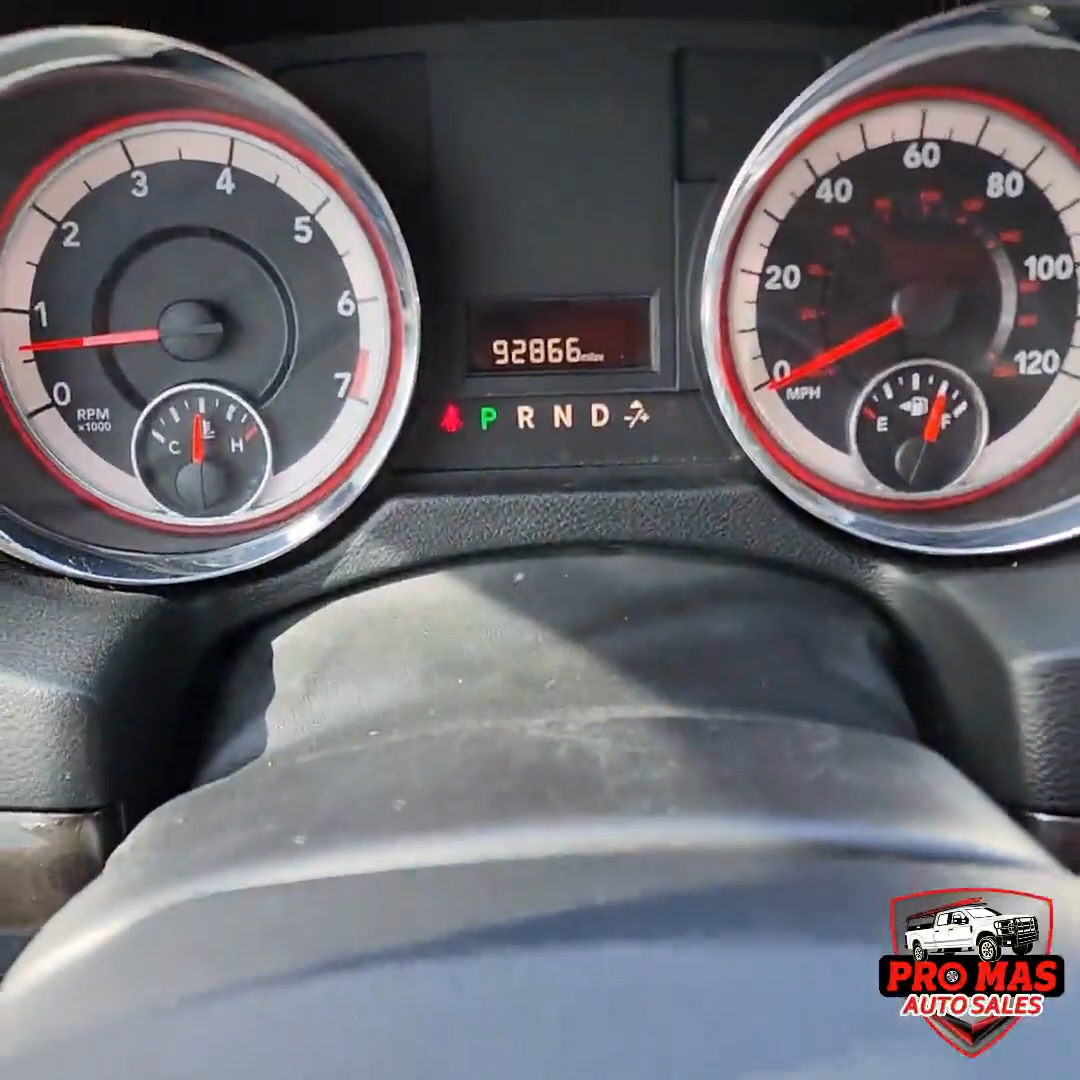 0
1
2
3
4
5
6
7
RPM
x1000
C
H
92866 miles
P R N D
0
20
40
60
80
100
120
MPH
E
F
PRO MAS
AUTO SALES